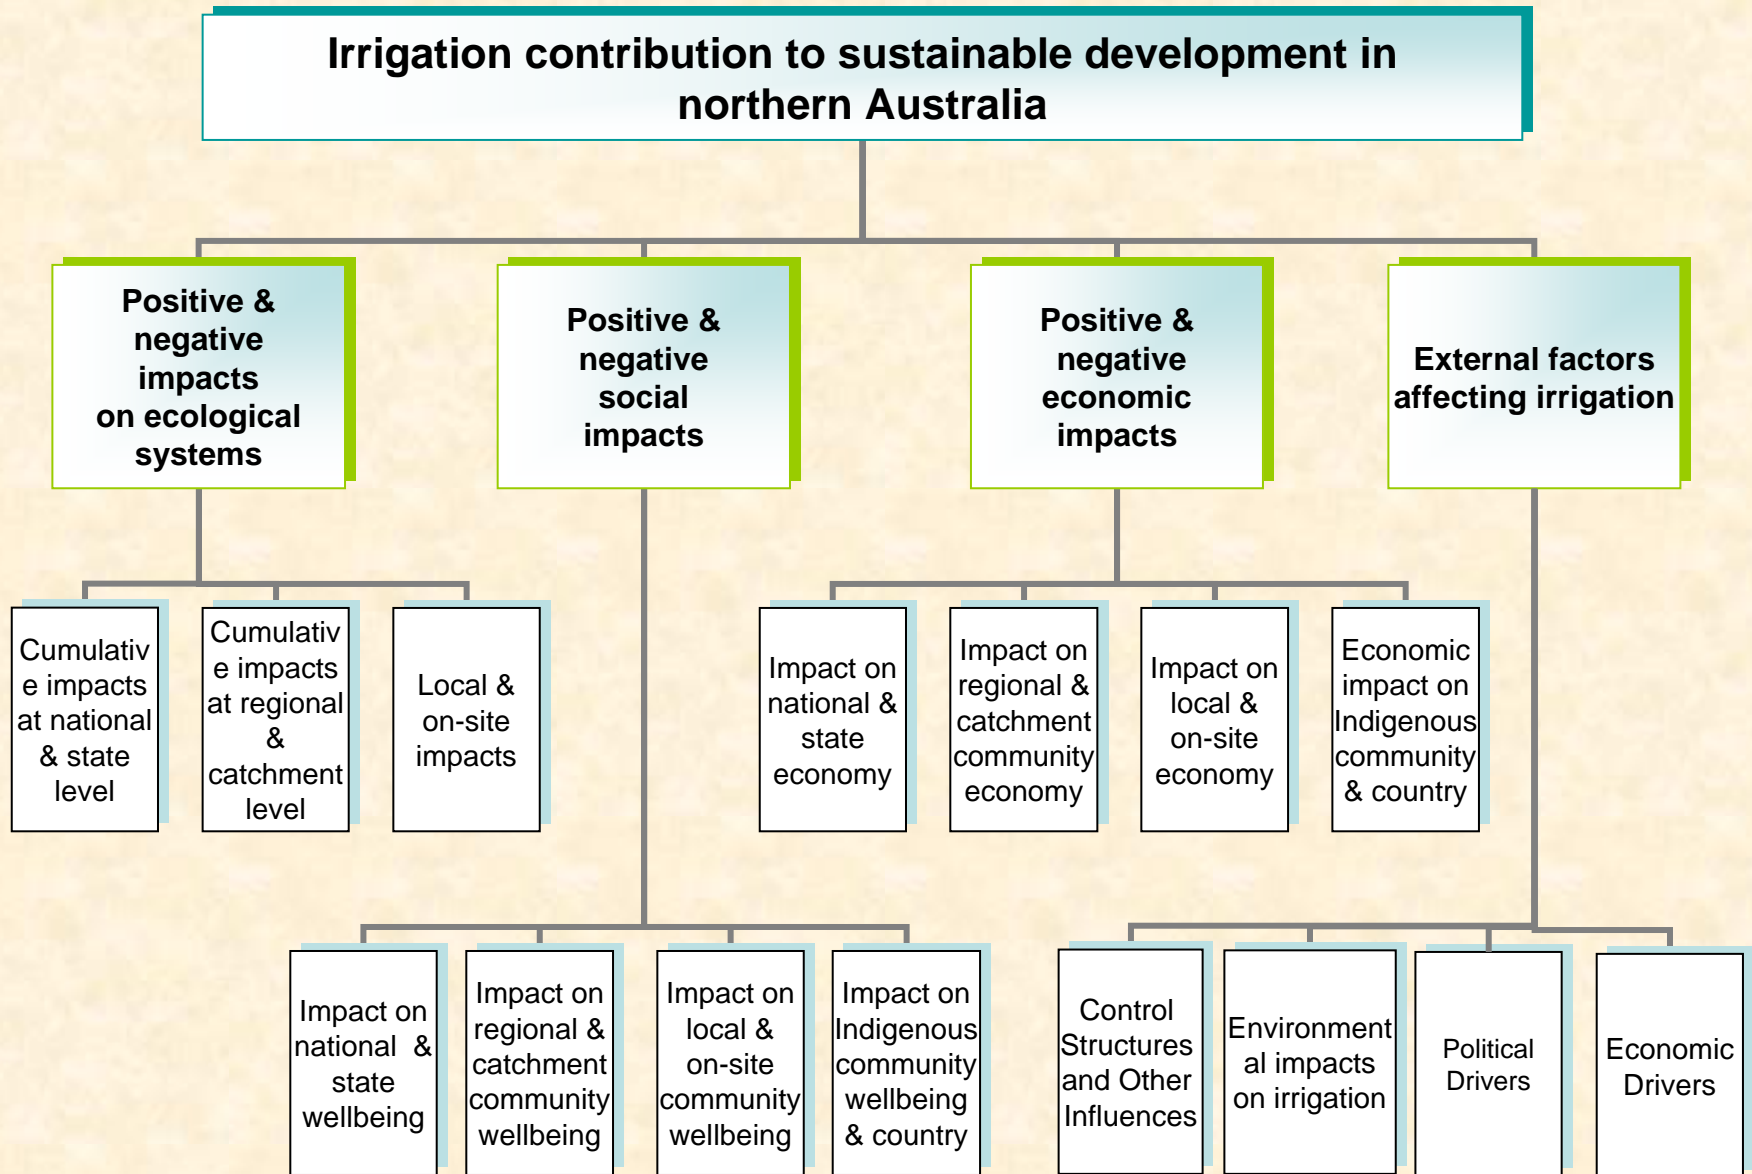 Irrigation contribution to sustainable development in
northern Australia
Positive &
negative
impacts
on ecological
systems
Positive &
negative
social
impacts
Positive &
negative
economic
impacts
External factors
affecting irrigation
Cumulativ
e impacts
at national
& state
level
Cumulativ
e impacts
at regional
&
catchment
level
Local &
on-site
impacts
Impact on
national &
state
economy
Impact on
regional &
catchment
community
economy
Impact on
local &
on-site
economy
Economic
impact on
Indigenous
community
& country
Impact on
national &
state
wellbeing
Impact on
regional &
catchment
community
wellbeing
Impact on
local &
on-site
community
wellbeing
Impact on
Indigenous
community
wellbeing
& country
Control
Structures
and Other
Influences
Environment
al impacts
on irrigation
Political
Drivers
Economic
Drivers